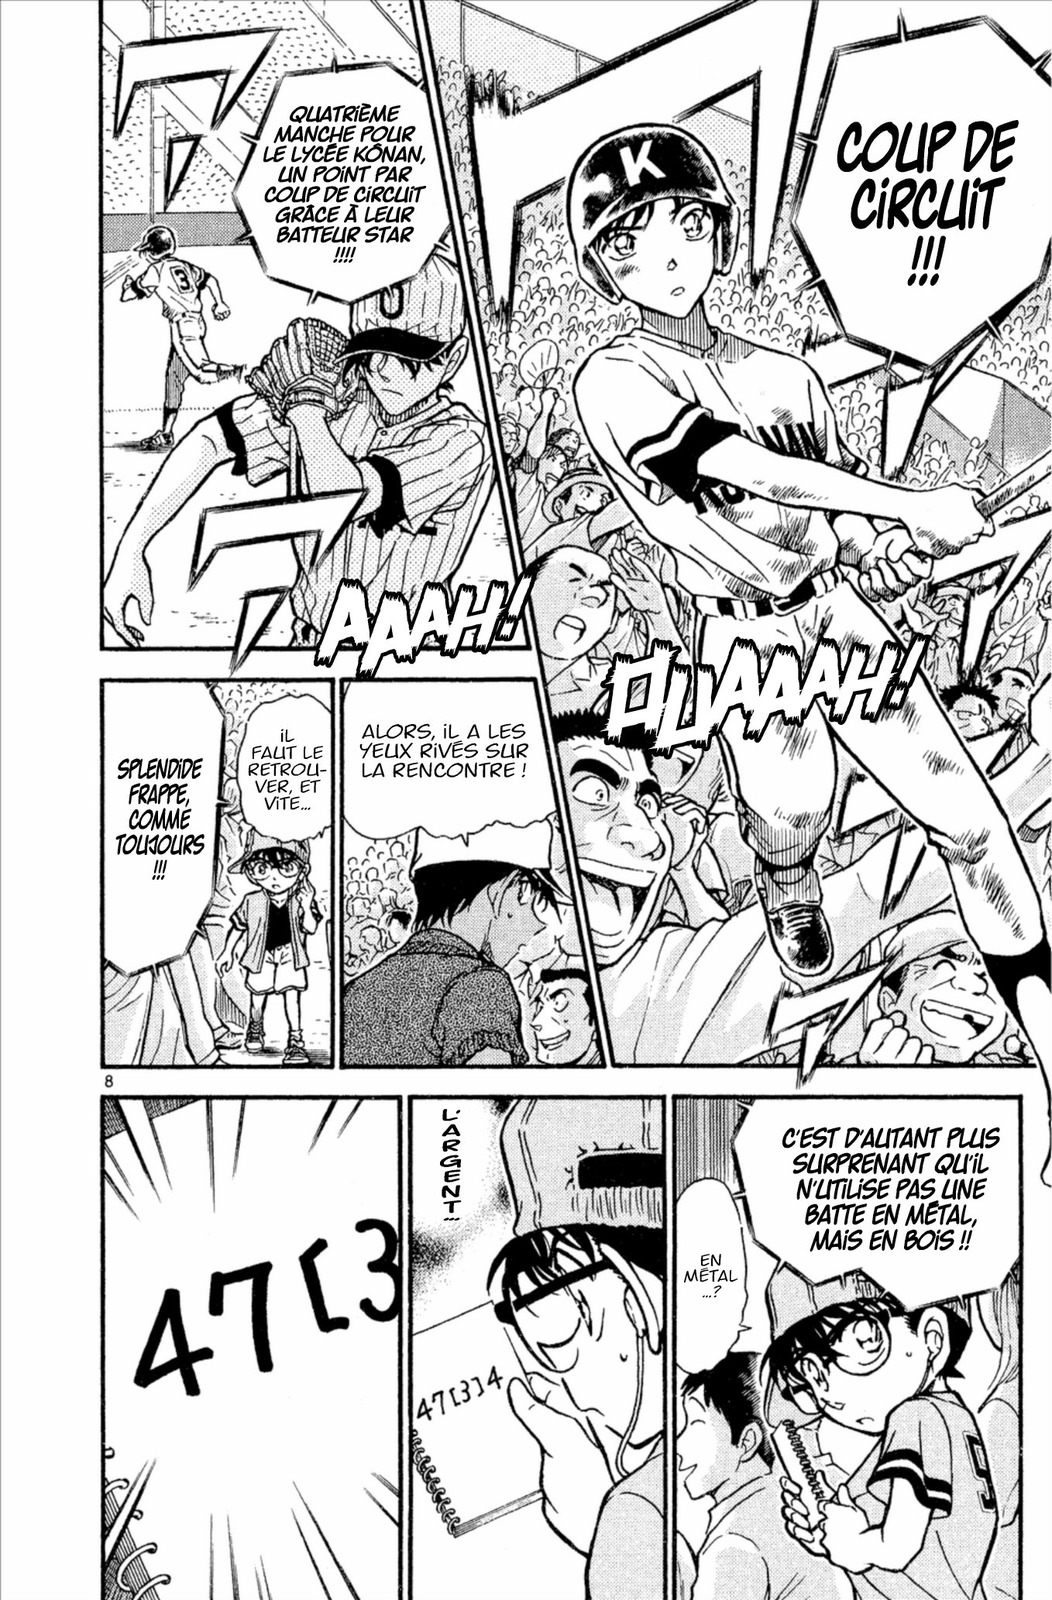 COUP DE
CIRCUIT
!!!
K
QUATRIÈME
MANCHE POUR
LE LYCÉE KÔNAN,
UN POINT PAR
COUP DE CIRCUIT
GRÂCE À LEUR
BATTEUR STAR
!!!!
3
U
AAAH!
OUAAAH!
ALORS, IL A LES
YEUX RIVÉS SUR
LA RENCONTRE !
IL
FAUT LE
RETROU-
VER, ET
VITE...
SPLENDIDE
FRAPPE,
COMME
TOUJOURS
!!!
8
C'EST D'AUTANT PLUS
SURPRENANT QU'IL
N'UTILISE PAS UNE
BATTE EN MÉTAL,
MAIS EN BOIS !!
EN
MÉTAL
...?
L'ARGENT...
47[3]4
47[3